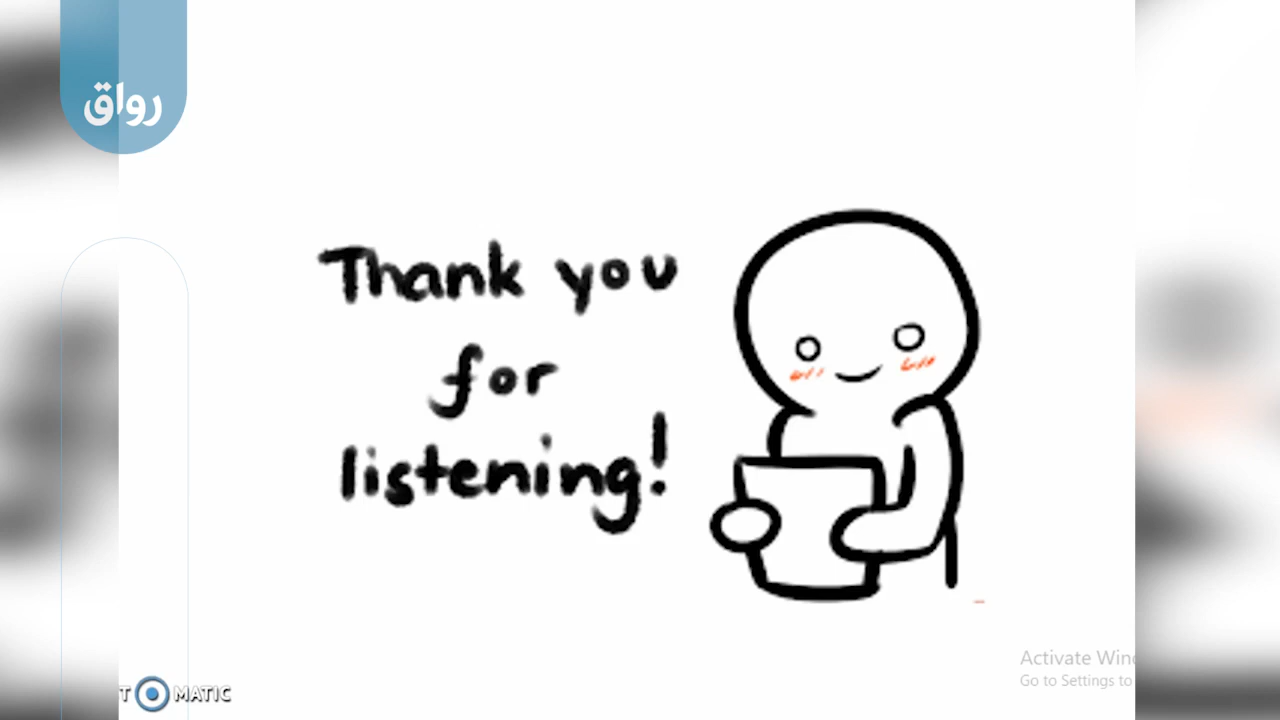 رواق
Thank you
for
listening!
Activate Win
Go to Settings to
T MATIC